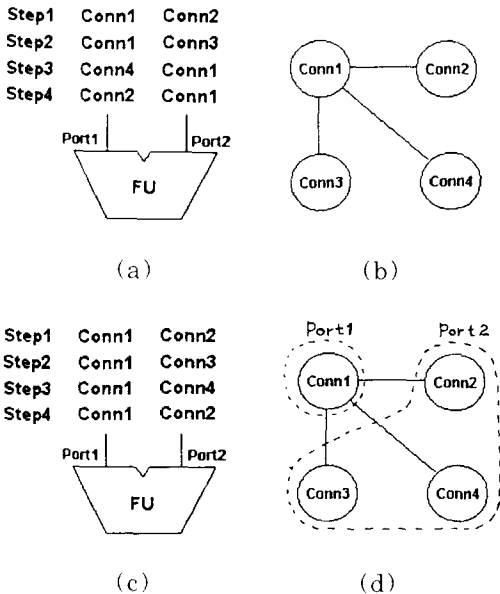 Step1 Conn1 Conn2
Step2 Conn1 Conn3
Step3 Conn4 Conn1
Step4 Conn2 Conn1
Port1 Port2
FU
(a)
Conn1 Conn2
Conn3 Conn4
(b)
Step1 Conn1 Conn2
Step2 Conn1 Conn3
Step3 Conn1 Conn4
Step4 Conn1 Conn2
Port1 Port2
FU
(c)
Port1 Port2
Conn1 Conn2
Conn3 Conn4
(d)